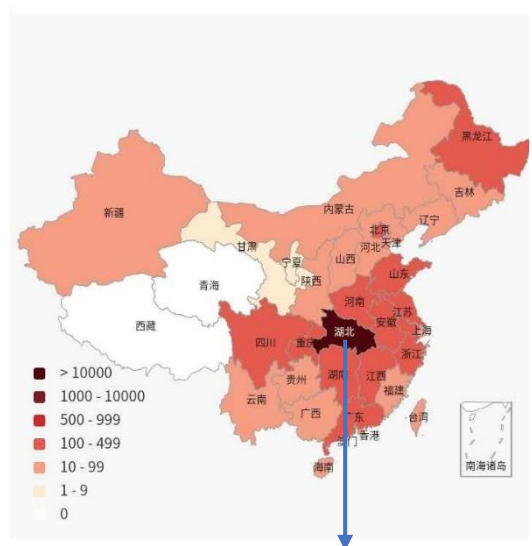 黑龙江
吉林
新疆
内蒙古
辽宁
北京
天津
河北
甘肃
宁夏
山西
陕西
青海
山东
河南
江苏
西藏
安徽
上海
湖北
四川
重庆
浙江
湖南
江西
贵州
福建
云南
广西
广东
台湾
香港
澳门
海南
南海诸岛
> 10000
1000 - 10000
500 - 999
100 - 499
10 - 99
1 - 9
0